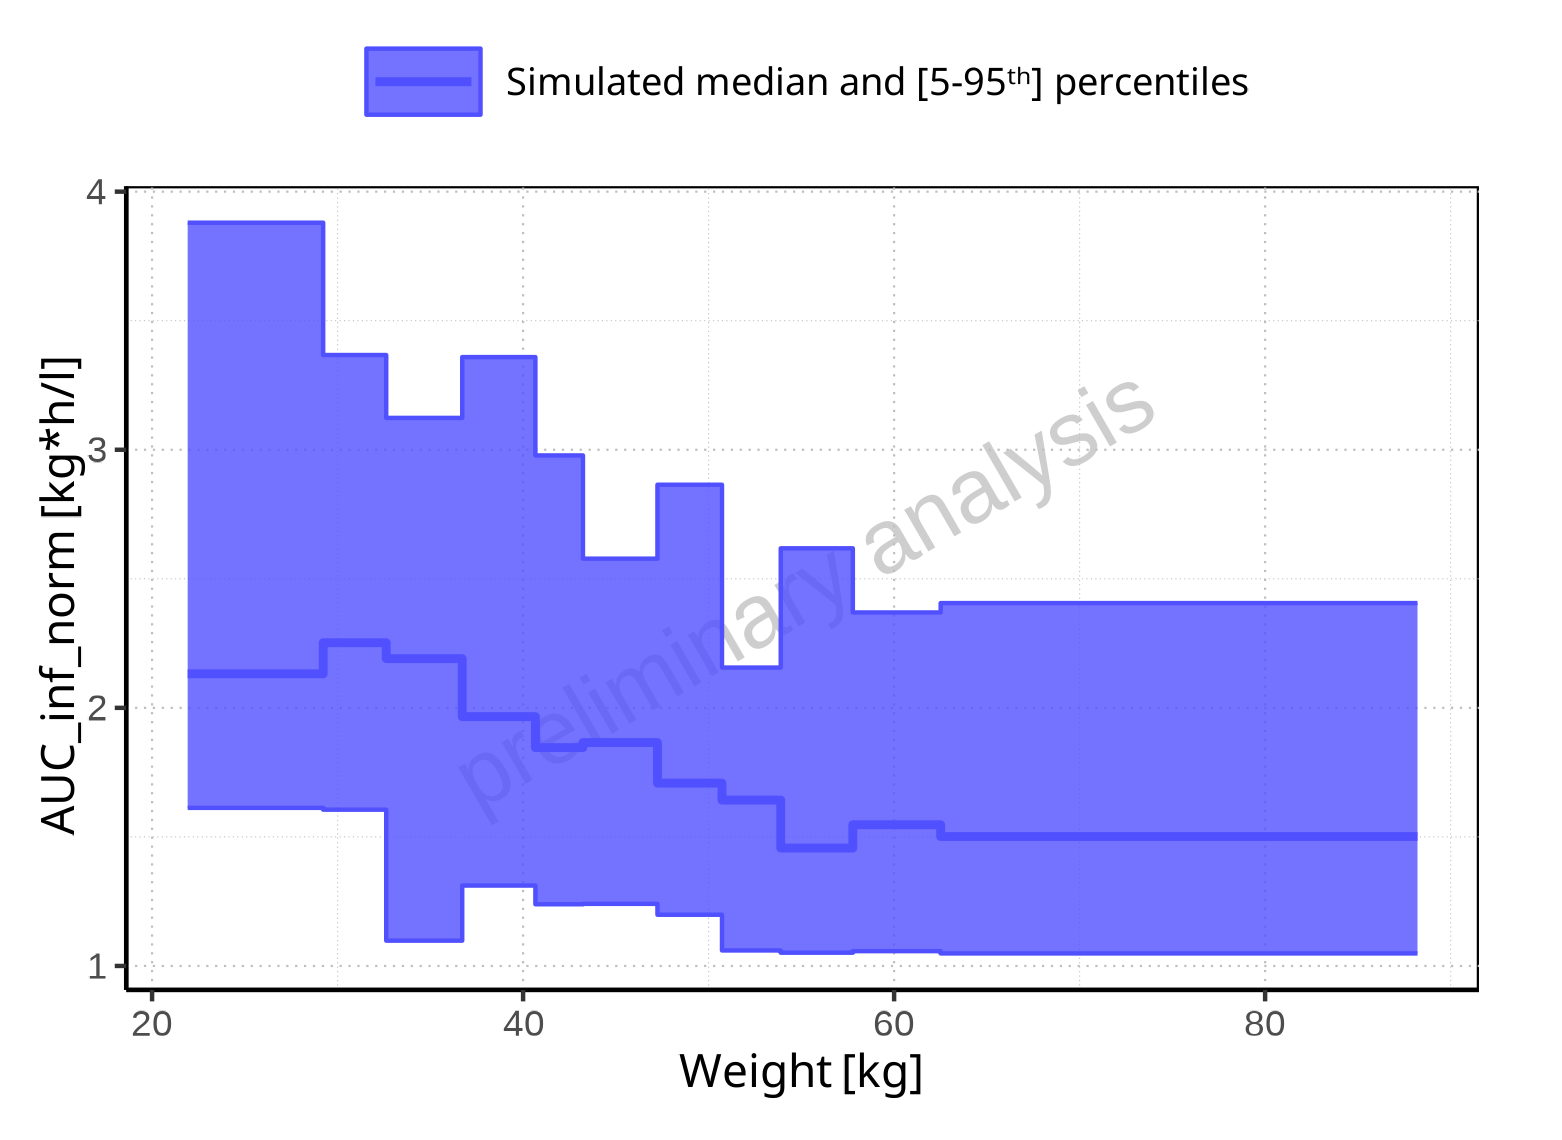 Simulated median and [5-95ᵗʰ] percentiles
4
3
2
1
AUC_inf_norm [kg*h/l]
preliminary analysis
20 40 60 80
Weight [kg]